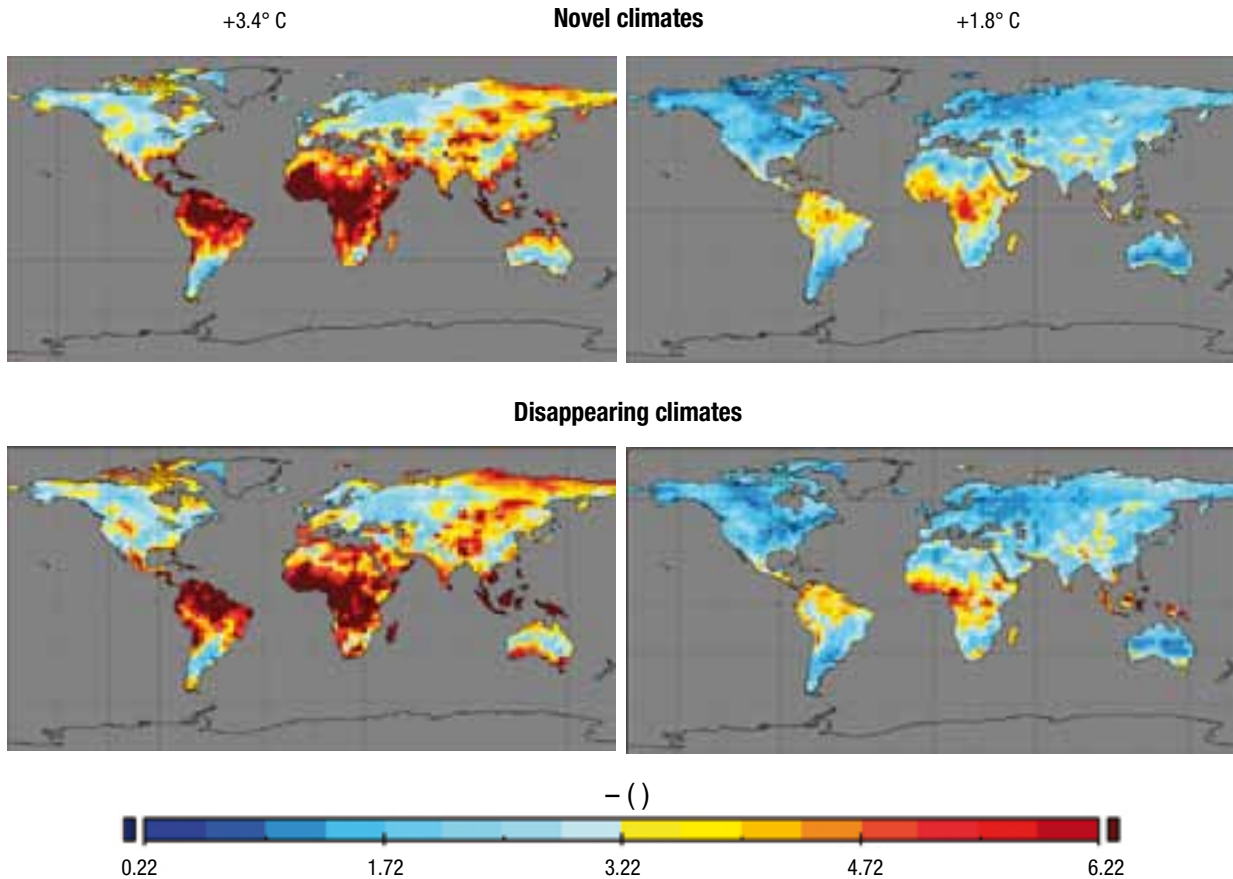 +3.4° C Novel climates +1.8° C
Disappearing climates
– ( )
0.22 1.72 3.22 4.72 6.22